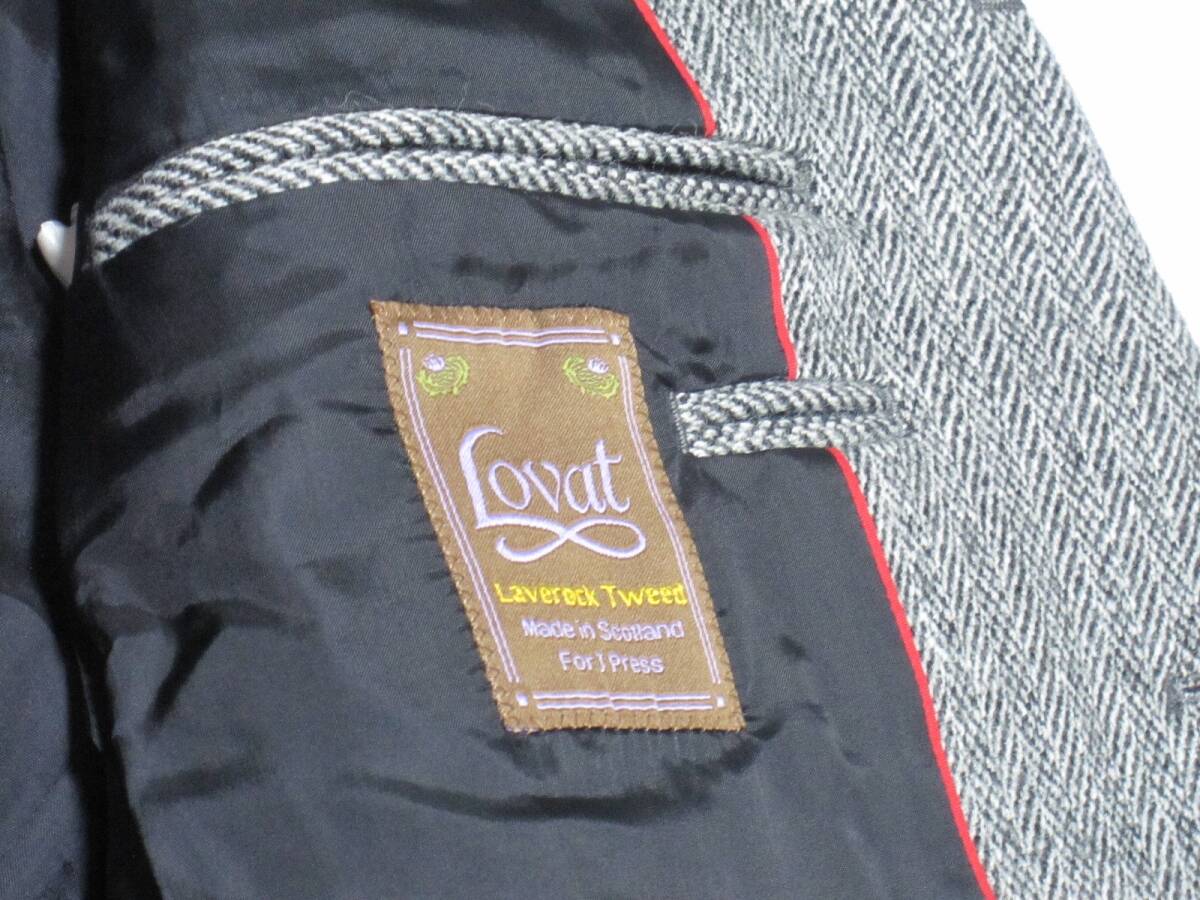 Lovat
Laverock Tweed
Made in Scotland
For J Press